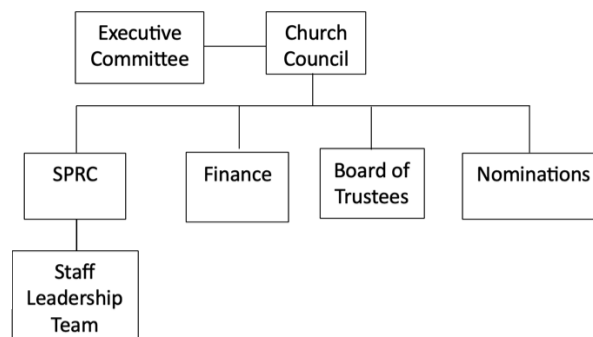 Executive
Committee
Church
Council
SPRC
Finance
Board of
Trustees
Nominations
Staff
Leadership
Team